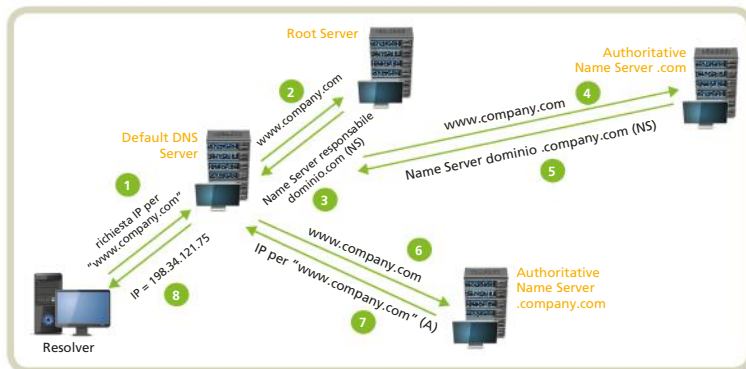 Root Server
Authoritative
Name Server .com
2
www.company.com
4
www.company.com
Default DNS
Server
Name Server responsabile
dominio.com (NS)
3
Name Server dominio .company.com (NS)
5
1
richiesta IP per
"www.company.com"
IP = 198.34.121.75
8
www.company.com
6
IP per "www.company.com" (A)
7
Authoritative
Name Server
.company.com
Resolver